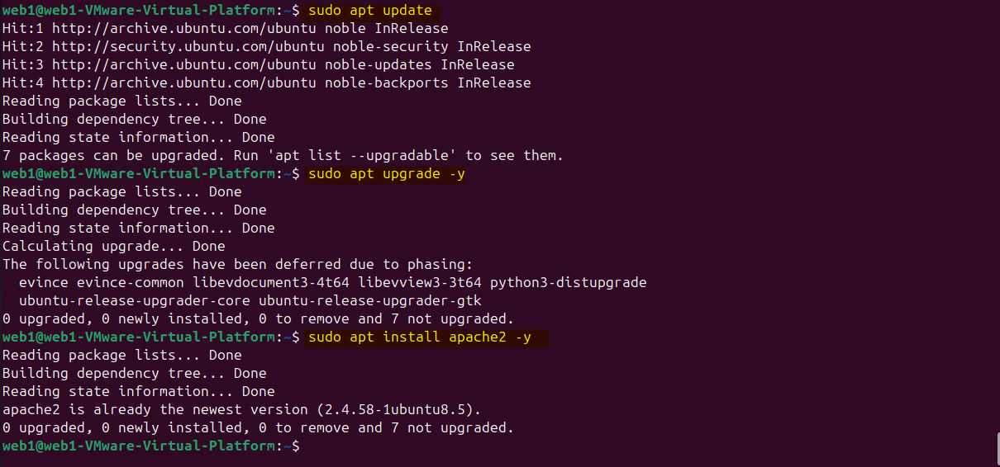 web1@web1-VMware-Virtual-Platform:~$ sudo apt update
Hit:1 http://archive.ubuntu.com/ubuntu noble InRelease
Hit:2 http://security.ubuntu.com/ubuntu noble-security InRelease
Hit:3 http://archive.ubuntu.com/ubuntu noble-updates InRelease
Hit:4 http://archive.ubuntu.com/ubuntu noble-backports InRelease
Reading package lists... Done
Building dependency tree... Done
Reading state information... Done
7 packages can be upgraded. Run 'apt list --upgradable' to see them.
web1@web1-VMware-Virtual-Platform:~$ sudo apt upgrade -y
Reading package lists... Done
Building dependency tree... Done
Reading state information... Done
Calculating upgrade... Done
The following upgrades have been deferred due to phasing:
  evince evince-common libevdocument3-4t64 libevview3-3t64 python3-distupgrade
  ubuntu-release-upgrader-core ubuntu-release-upgrader-gtk
0 upgraded, 0 newly installed, 0 to remove and 7 not upgraded.
web1@web1-VMware-Virtual-Platform:~$ sudo apt install apache2 -y
Reading package lists... Done
Building dependency tree... Done
Reading state information... Done
apache2 is already the newest version (2.4.58-1ubuntu8.5).
0 upgraded, 0 newly installed, 0 to remove and 7 not upgraded.
web1@web1-VMware-Virtual-Platform:~$